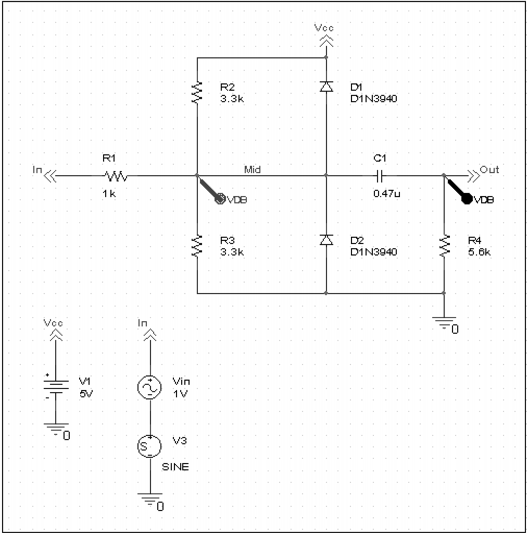 Vcc
R2
3.3k
D1
D1N3940
In
R1
1k
Mid
VDB
C1
0.47u
Out
VDB
R3
3.3k
D2
D1N3940
R4
5.6k
0
Vcc
In
+
V1
5V
-
0
Vin
1V
+
S
-
V3
SINE
0